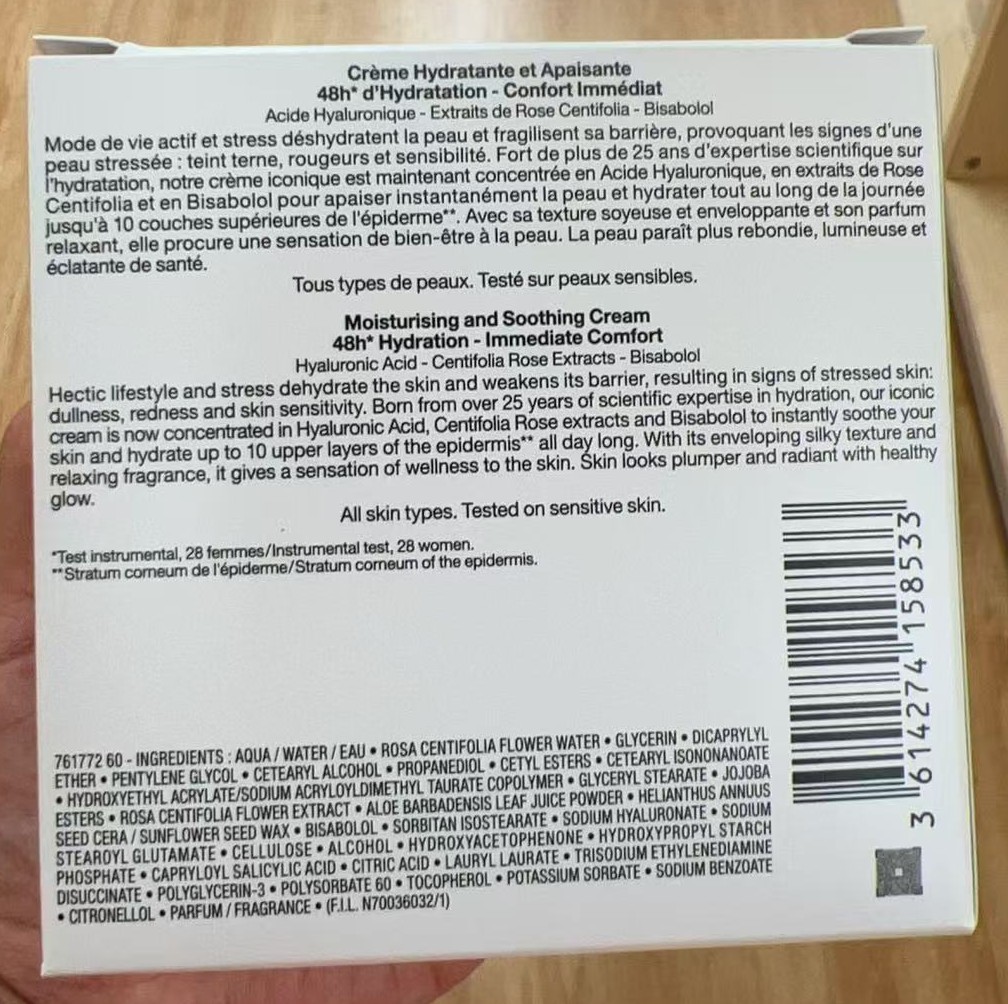 Crème Hydratante et Apaisante
48h* d'Hydratation - Confort Immédiat
Acide Hyaluronique - Extraits de Rose Centifolia - Bisabolol
Mode de vie actif et stress déshydratent la peau et fragilisent sa barrière, provoquant les signes d'une
peau stressée : teint terne, rougeurs et sensibilité. Fort de plus de 25 ans d'expertise scientifique sur
l'hydratation, notre crème iconique est maintenant concentrée en Acide Hyaluronique, en extraits de Rose
Centifolia et en Bisabolol pour apaiser instantanément la peau et hydrater tout au long de la journée
jusqu'à 10 couches supérieures de l'épiderme**. Avec sa texture soyeuse et enveloppante et son parfum
relaxant, elle procure une sensation de bien-être à la peau. La peau paraît plus rebondie, lumineuse et
éclatante de santé.
Tous types de peaux. Testé sur peaux sensibles.
Moisturising and Soothing Cream
48h* Hydration - Immediate Comfort
Hyaluronic Acid - Centifolia Rose Extracts - Bisabolol
Hectic lifestyle and stress dehydrate the skin and weakens its barrier, resulting in signs of stressed skin:
dullness, redness and skin sensitivity. Born from over 25 years of scientific expertise in hydration, our iconic
cream is now concentrated in Hyaluronic Acid, Centifolia Rose extracts and Bisabolol to instantly soothe your
skin and hydrate up to 10 upper layers of the epidermis** all day long. With its enveloping silky texture and
relaxing fragrance, it gives a sensation of wellness to the skin. Skin looks plumper and radiant with healthy
glow.
All skin types. Tested on sensitive skin.
*Test instrumental, 28 femmes/Instrumental test, 28 women.
**Stratum corneum de l'épiderme/Stratum corneum of the epidermis.
761772 60 - INGREDIENTS : AQUA / WATER / EAU • ROSA CENTIFOLIA FLOWER WATER • GLYCERIN • DICAPRYLYL
ETHER • PENTYLENE GLYCOL • CETEARYL ALCOHOL • PROPANEDIOL • CETYL ESTERS • CETEARYL ISONONANOATE
• HYDROXYETHYL ACRYLATE/SODIUM ACRYLOYLDIMETHYL TAURATE COPOLYMER • GLYCERYL STEARATE • JOJOBA
ESTERS • ROSA CENTIFOLIA FLOWER EXTRACT • ALOE BARBADENSIS LEAF JUICE POWDER • HELIANTHUS ANNUUS
SEED CERA / SUNFLOWER SEED WAX • BISABOLOL • SORBITAN ISOSTEARATE • SODIUM HYALURONATE • SODIUM
STEAROYL GLUTAMATE • CELLULOSE • ALCOHOL • HYDROXYACETOPHENONE • HYDROXYPROPYL STARCH
PHOSPHATE • CAPRYLOYL SALICYLIC ACID • CITRIC ACID • LAURYL LAURATE • TRISODIUM ETHYLENEDIAMINE
DISUCCINATE • POLYGLYCERIN-3 • POLYSORBATE 60 • TOCOPHEROL • POTASSIUM SORBATE • SODIUM BENZOATE
• CITRONELLOL • PARFUM / FRAGRANCE • (F.I.L. N70036032/1)
3 614274 158533